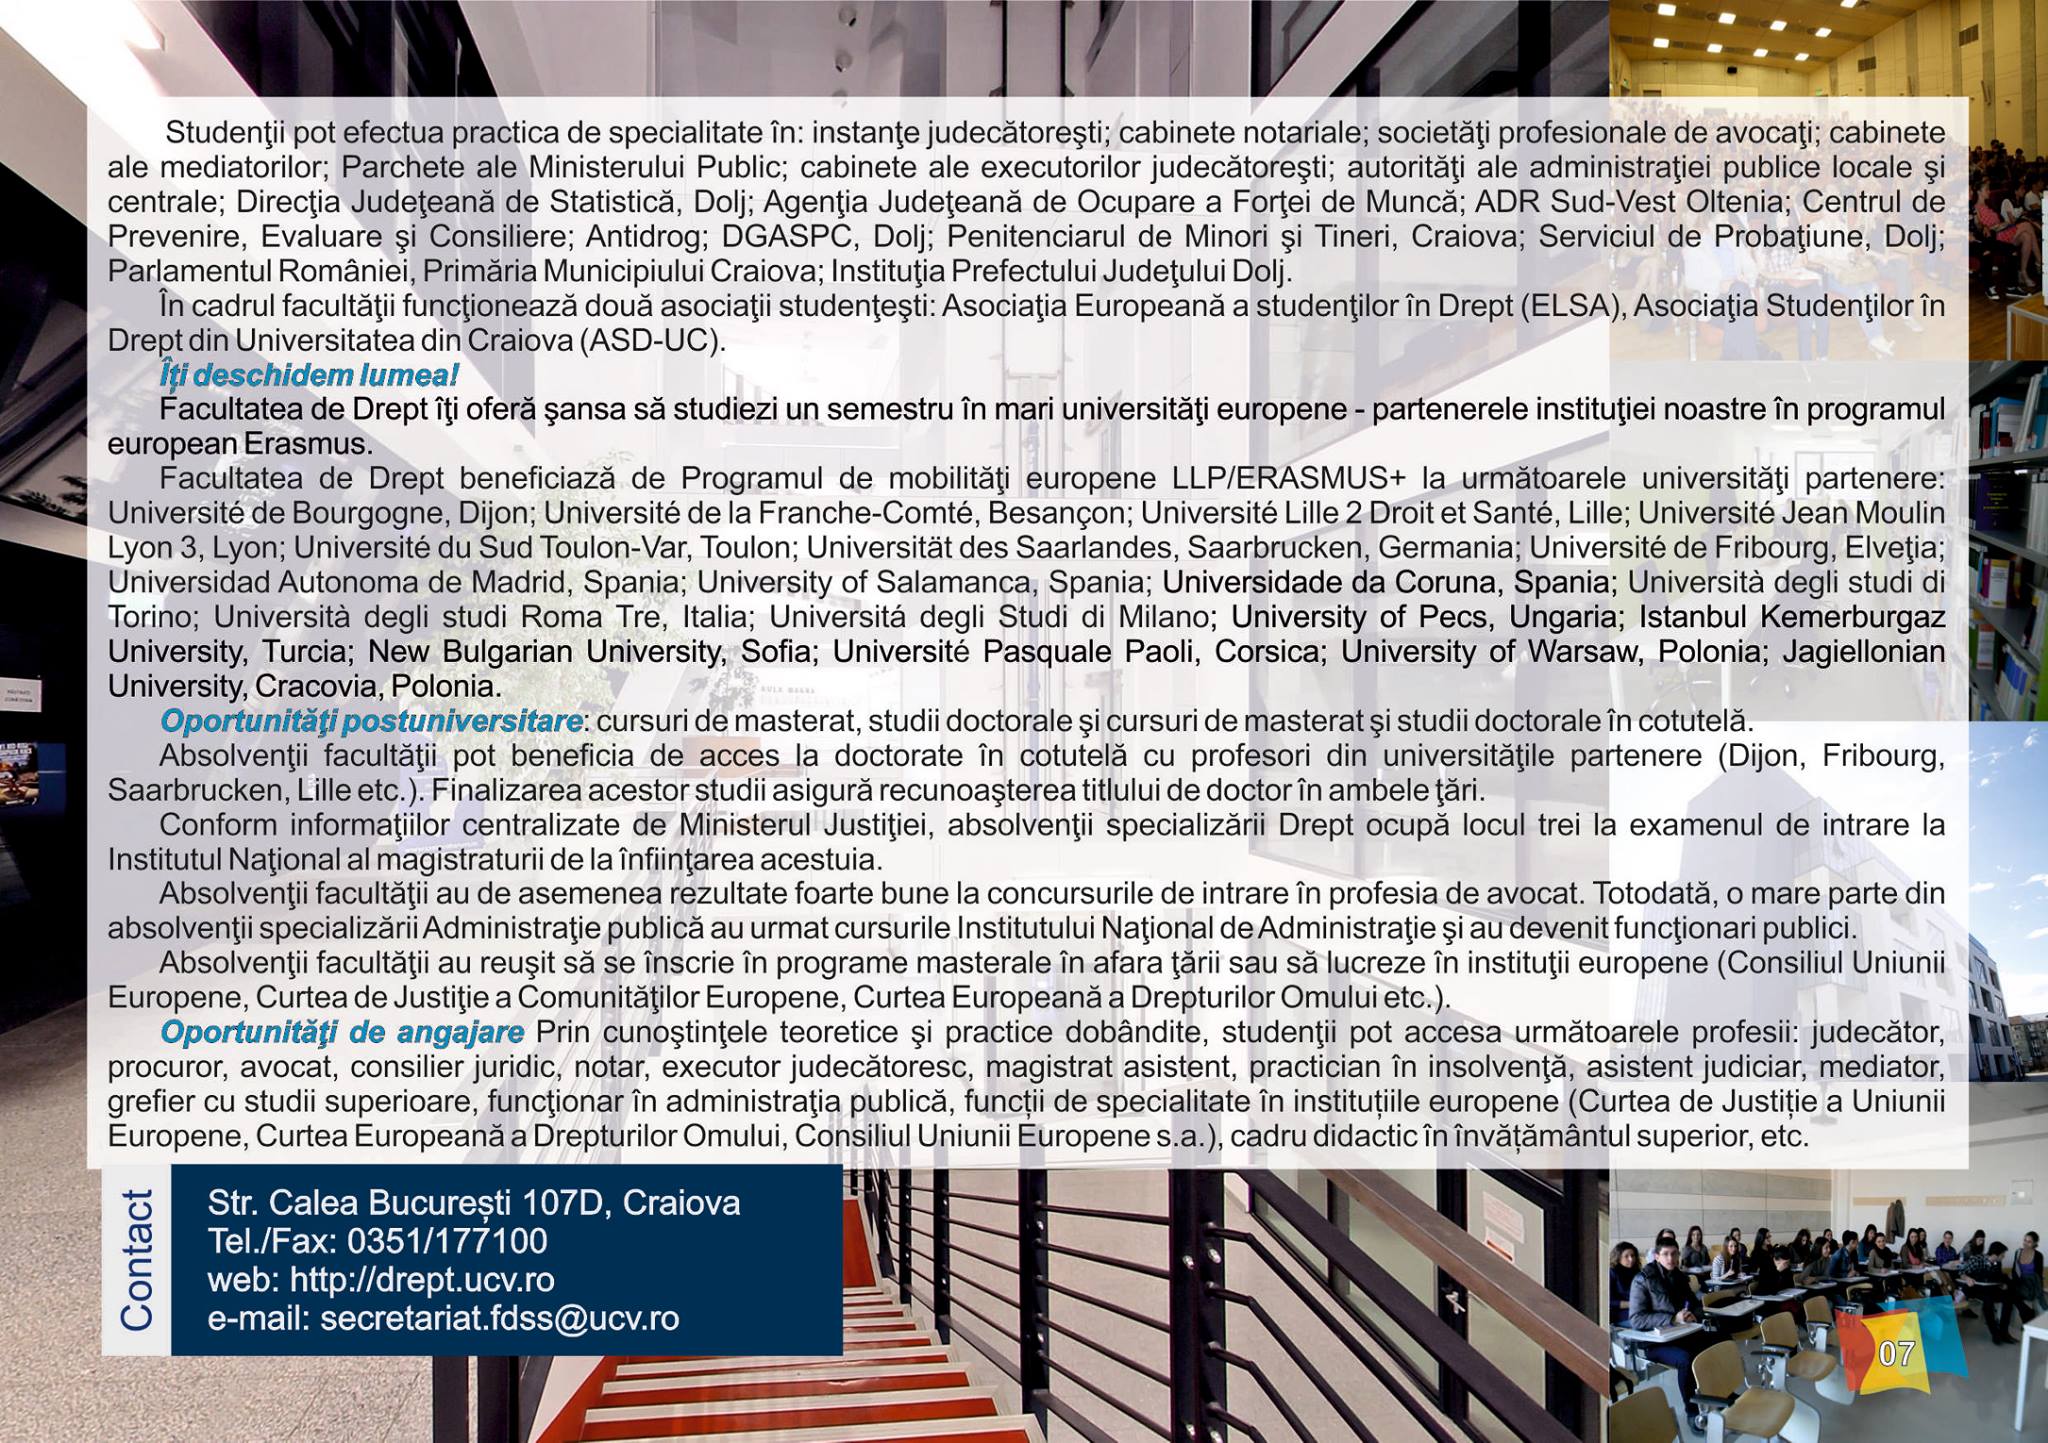 Studenţii pot efectua practica de specialitate în: instanţe judecătoreşti; cabinete notariale; societăţi profesionale de avocaţi; cabinete
ale mediatorilor; Parchete ale Ministerului Public; cabinete ale executorilor judecătoreşti; autorităţi ale administraţiei publice locale şi
centrale; Direcţia Judeţeană de Statistică, Dolj; Agenţia Judeţeană de Ocupare a Forţei de Muncă; ADR Sud-Vest Oltenia; Centrul de
Prevenire, Evaluare şi Consiliere; Antidrog; DGASPC, Dolj; Penitenciarul de Minori şi Tineri, Craiova; Serviciul de Probaţiune, Dolj;
Parlamentul României, Primăria Municipiului Craiova; Instituţia Prefectului Judeţului Dolj.
În cadrul facultăţii funcţionează două asociaţii studenţeşti: Asociaţia Europeană a studenţilor în Drept (ELSA), Asociaţia Studenţilor în
Drept din Universitatea din Craiova (ASD-UC).
Îţi deschidem lumea!
Facultatea de Drept îţi oferă şansa să studiezi un semestru în mari universităţi europene - partenerele instituţiei noastre în programul
european Erasmus.
Facultatea de Drept beneficiază de Programul de mobilităţi europene LLP/ERASMUS+ la următoarele universităţi partenere:
Université de Bourgogne, Dijon; Université de la Franche-Comté, Besançon; Université Lille 2 Droit et Santé, Lille; Université Jean Moulin
Lyon 3, Lyon; Université du Sud Toulon-Var, Toulon; Universität des Saarlandes, Saarbrucken, Germania; Université de Fribourg, Elveţia;
Universidad Autonoma de Madrid, Spania; University of Salamanca, Spania; Universidade da Coruna, Spania; Università degli studi di
Torino; Università degli studi Roma Tre, Italia; Universitá degli Studi di Milano; University of Pecs, Ungaria; Istanbul Kemerburgaz
University, Turcia; New Bulgarian University, Sofia; Université Pasquale Paoli, Corsica; University of Warsaw, Polonia; Jagiellonian
University, Cracovia, Polonia.
Oportunităţi postuniversitare: cursuri de masterat, studii doctorale şi cursuri de masterat şi studii doctorale în cotutelă.
Absolvenţii facultăţii pot beneficia de acces la doctorate în cotutelă cu profesori din universităţile partenere (Dijon, Fribourg,
Saarbrucken, Lille etc.). Finalizarea acestor studii asigură recunoaşterea titlului de doctor în ambele ţări.
Conform informaţiilor centralizate de Ministerul Justiţiei, absolvenţii specializării Drept ocupă locul trei la examenul de intrare la
Institutul Naţional al magistraturii de la înfiinţarea acestuia.
Absolvenţii facultăţii au de asemenea rezultate foarte bune la concursurile de intrare în profesia de avocat. Totodată, o mare parte din
absolvenţii specializării Administraţie publică au urmat cursurile Institutului Naţional de Administraţie şi au devenit funcţionari publici.
Absolvenţii facultăţii au reuşit să se înscrie în programe masterale în afara ţării sau să lucreze în instituţii europene (Consiliul Uniunii
Europene, Curtea de Justiţie a Comunităţilor Europene, Curtea Europeană a Drepturilor Omului etc.).
Oportunităţi de angajare Prin cunoştinţele teoretice şi practice dobândite, studenţii pot accesa următoarele profesii: judecător,
procuror, avocat, consilier juridic, notar, executor judecătoresc, magistrat asistent, practician în insolvenţă, asistent judiciar, mediator,
grefier cu studii superioare, funcţionar în administraţia publică, funcții de specialitate în instituțiile europene (Curtea de Justiție a Uniunii
Europene, Curtea Europeană a Drepturilor Omului, Consiliul Uniunii Europene s.a.), cadru didactic în învățământul superior, etc.
Contact
Str. Calea București 107D, Craiova
Tel./Fax: 0351/177100
web: http://drept.ucv.ro
e-mail: secretariat.fdss@ucv.ro
07
AULA MAGNA